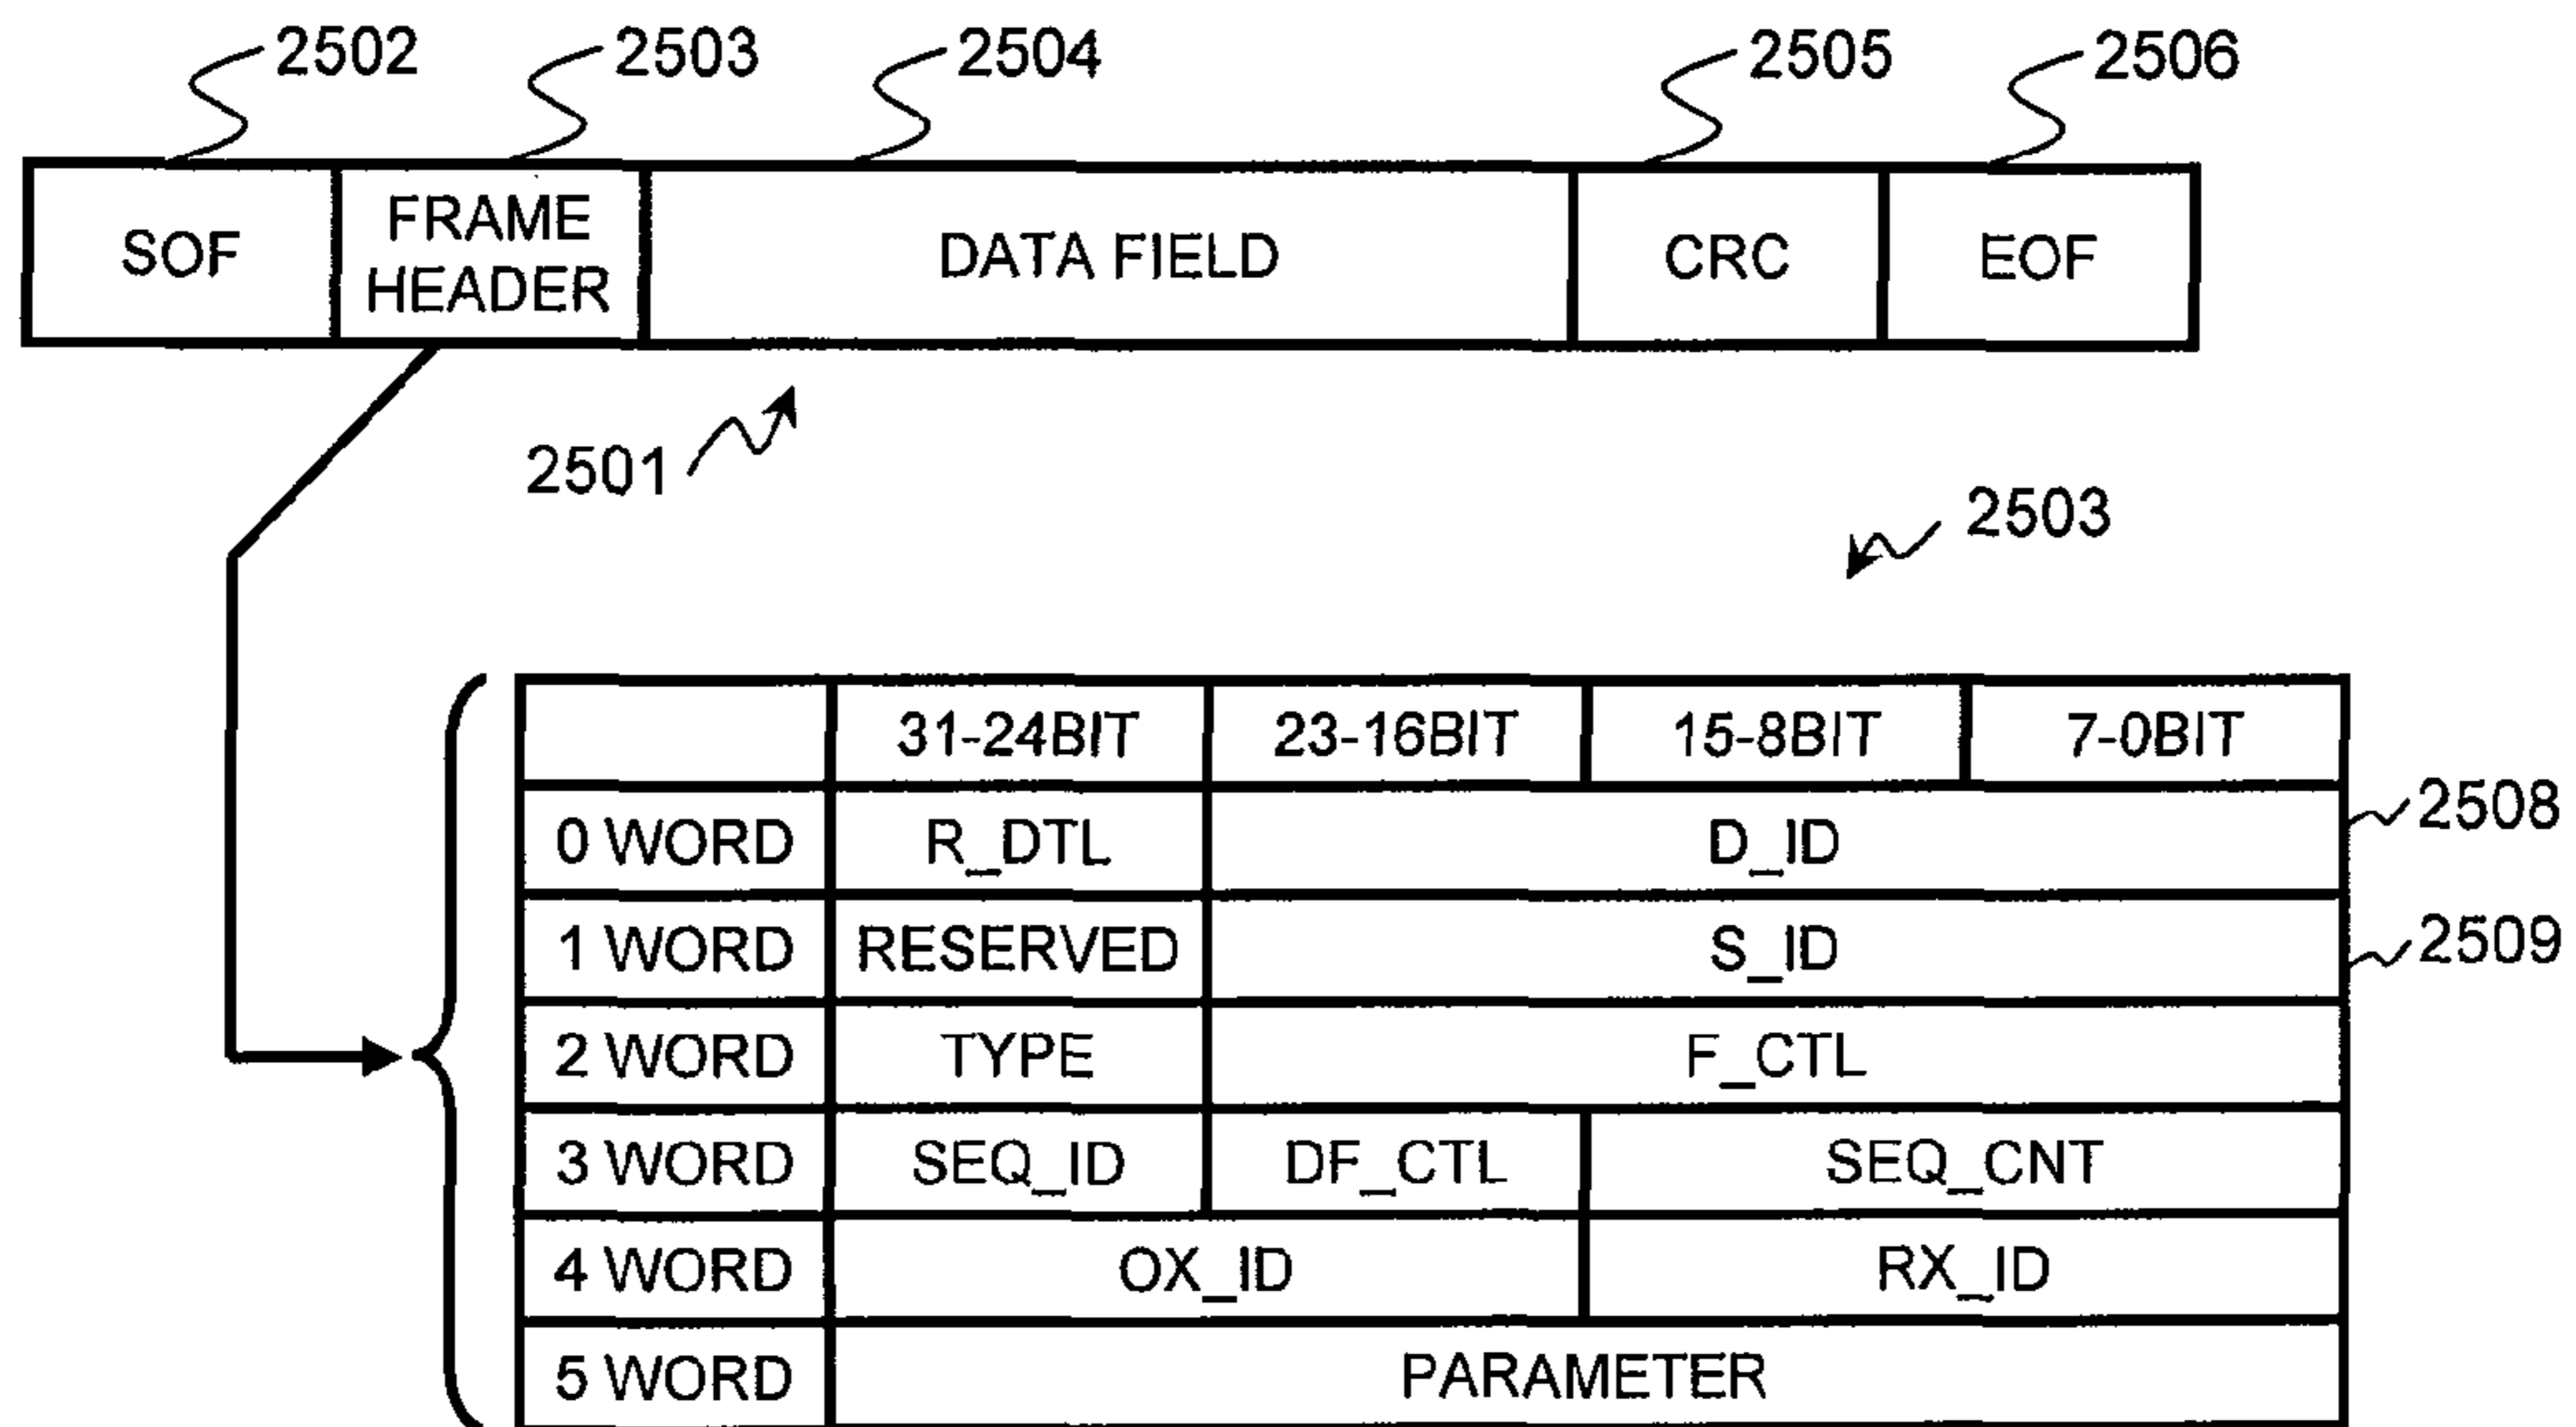 2502 2503 2504 2505 2506
SOF FRAME HEADER DATA FIELD CRC EOF
2501
2503
31-24BIT 23-16BIT 15-8BIT 7-0BIT
0 WORD R_DTL D_ID 2508
1 WORD RESERVED S_ID 2509
2 WORD TYPE F_CTL
3 WORD SEQ_ID DF_CTL SEQ_CNT
4 WORD OX_ID RX_ID
5 WORD PARAMETER